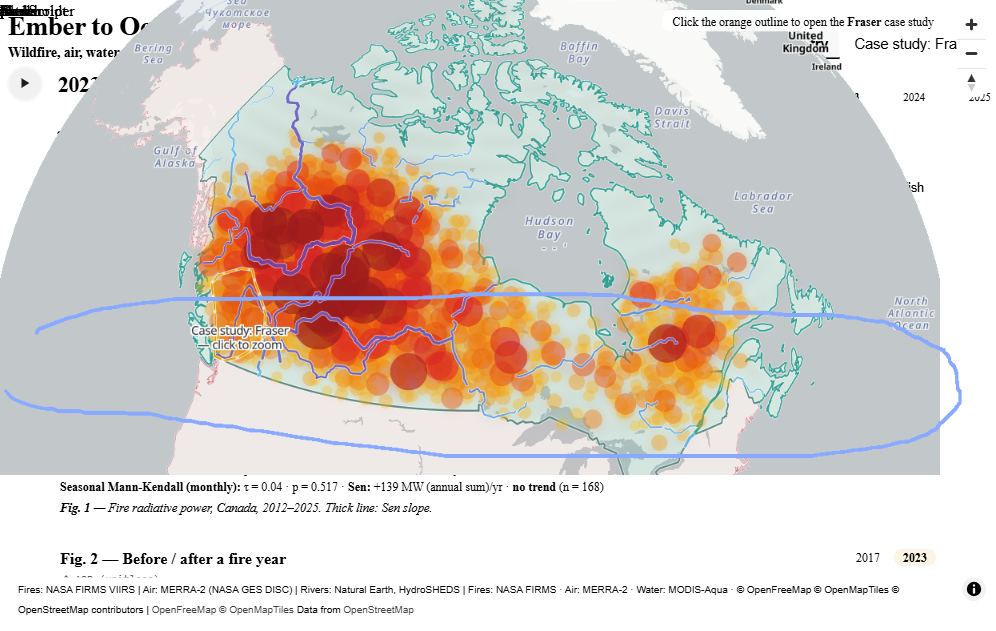 Ember to Oc
Wildfire, air, water
Click the orange outline to open the Fraser case study
Case study: Fra
2024
2025
Чукотское
море
Bering
Sea
Gulf of
Alaska
Baffin
Bay
Davis
Strait
United
Kingdom
Ireland
Labrador
Sea
Hudson
Bay
North
Atlantic
Ocean
Case study: Fraser
— click to zoom
Seasonal Mann-Kendall (monthly): τ = 0.04 · p = 0.517 · Sen: +139 MW (annual sum)/yr · no trend (n = 168)
Fig. 1 — Fire radiative power, Canada, 2012–2025. Thick line: Sen slope.
Fig. 2 — Before / after a fire year
2017
2023
Fires: NASA FIRMS VIIRS | Air: MERRA-2 (NASA GES DISC) | Rivers: Natural Earth, HydroSHEDS | Fires: NASA FIRMS · Air: MERRA-2 · Water: MODIS-Aqua · © OpenFreeMap © OpenMapTiles ©
OpenStreetMap contributors | OpenFreeMap © OpenMapTiles Data from OpenStreetMap